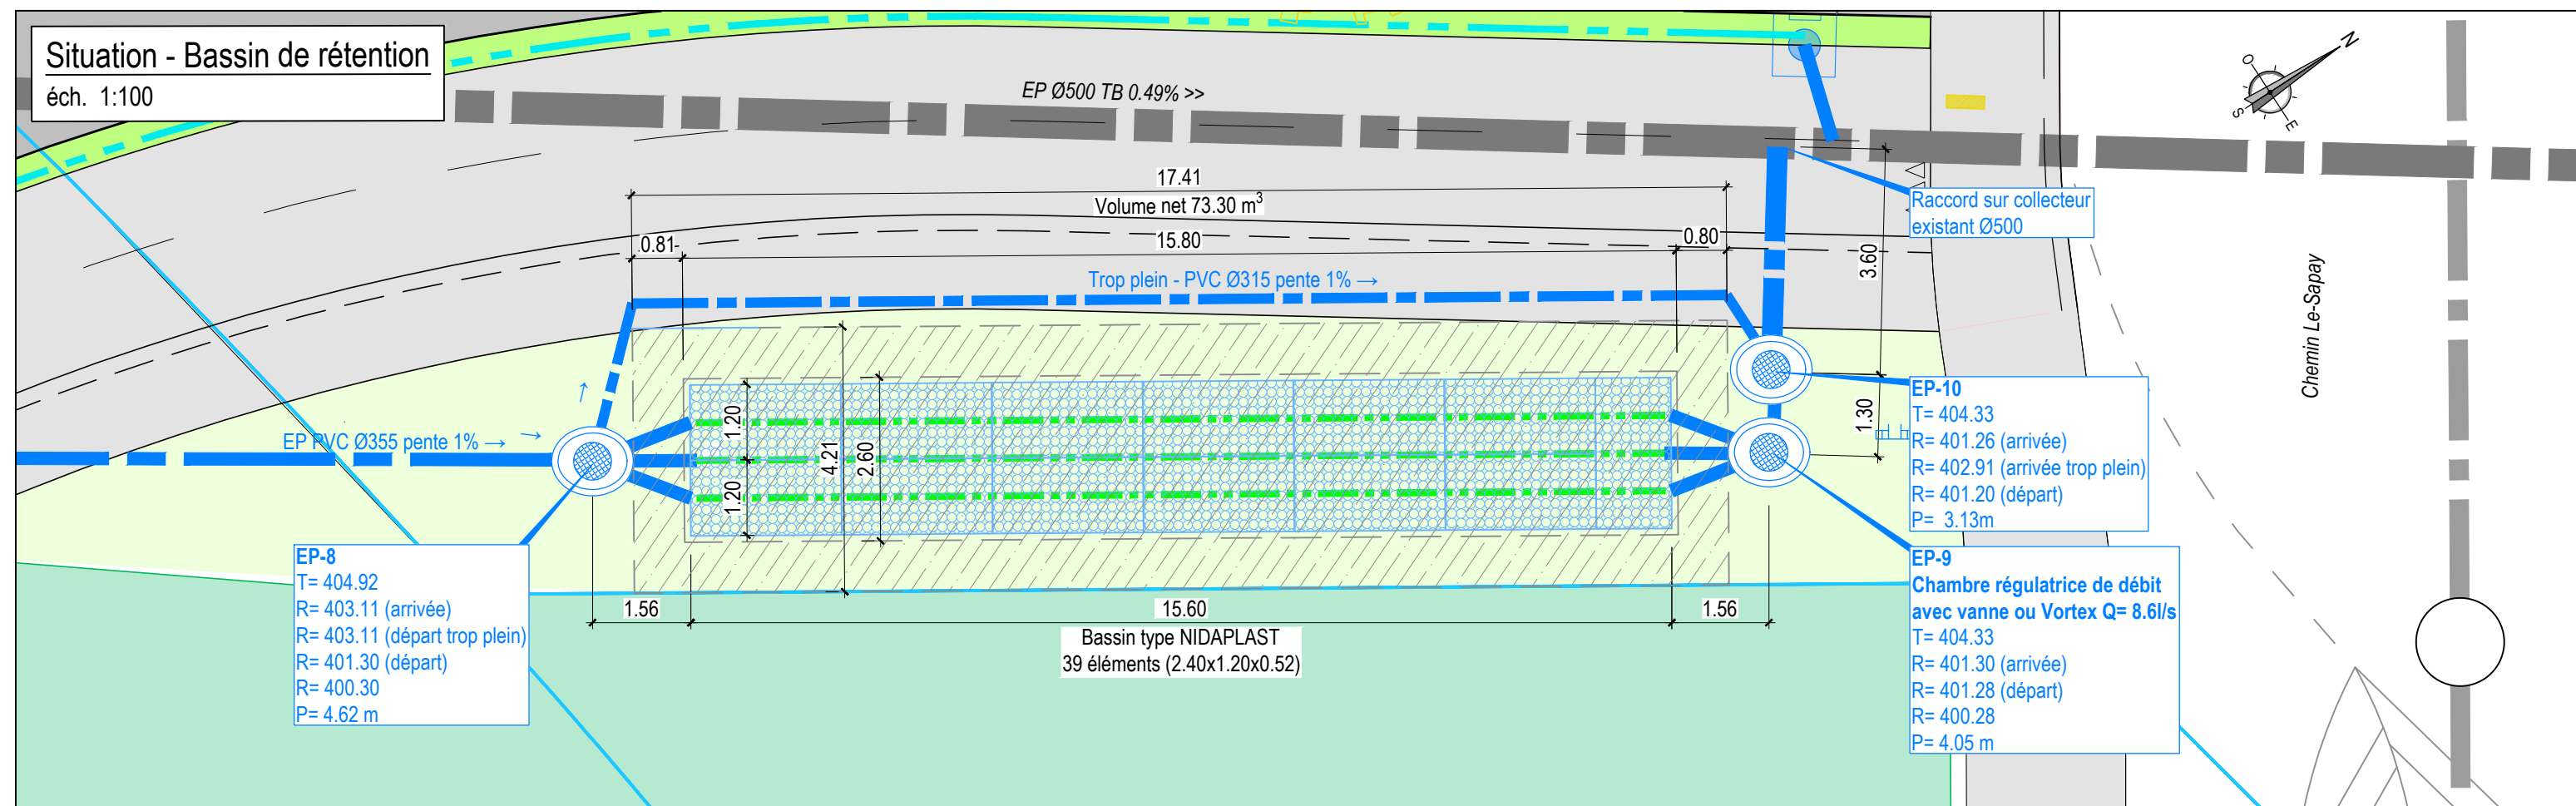 Situation - Bassin de rétention
éch. 1:100
EP Ø500 TB 0.49% >>
N
O
S
E
17.41
Volume net 73.30 m³
0.81
15.80
0.80
3.60
Raccord sur collecteur
existant Ø500
Trop plein - PVC Ø315 pente 1% →
Chemin Le-Sapay
EP PVC Ø355 pente 1% → →
→
1.20
1.20
4.21
2.60
1.30
EP-10
T= 404.33
R= 401.26 (arrivée)
R= 402.91 (arrivée trop plein)
R= 401.20 (départ)
P= 3.13m
EP-8
T= 404.92
R= 403.11 (arrivée)
R= 403.11 (départ trop plein)
R= 401.30 (départ)
R= 400.30
P= 4.62 m
EP-9
Chambre régulatrice de débit
avec vanne ou Vortex Q= 8.6l/s
T= 404.33
R= 401.30 (arrivée)
R= 401.28 (départ)
R= 400.28
P= 4.05 m
1.56
15.60
1.56
Bassin type NIDAPLAST
39 éléments (2.40x1.20x0.52)